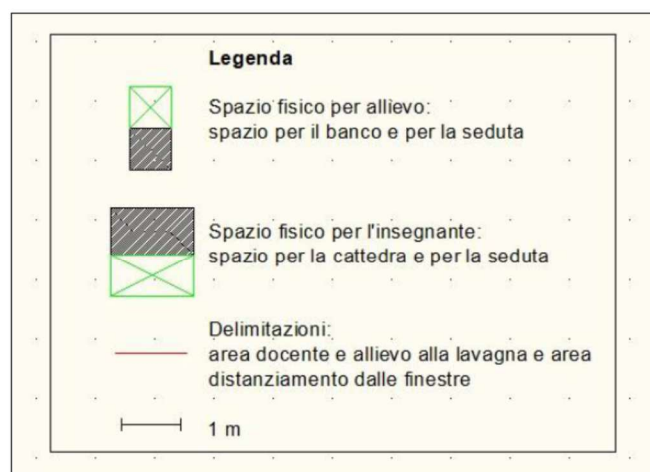 Legenda
Spazio fisico per allievo:
spazio per il banco e per la seduta
Spazio fisico per l'insegnante:
spazio per la cattedra e per la seduta
Delimitazioni:
area docente e allievo alla lavagna e area
distanziamento dalle finestre
1 m